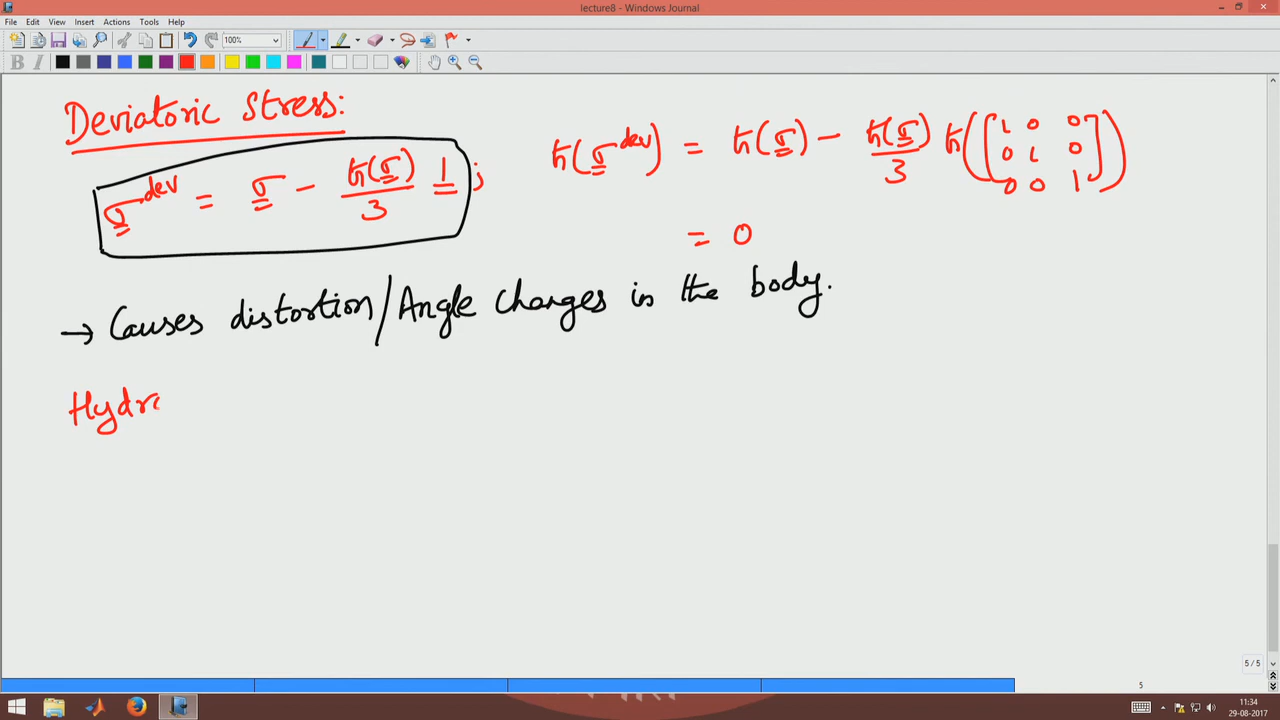 lecture8 - Windows Journal
File Edit View Insert Actions Tools Help
100%
Deviatoric Stress:
σ^dev = σ - tr(σ)/3 1 ;
tr(σ^dev) = tr(σ) - tr(σ)/3 tr([1 0 0
0 1 0
0 0 1])
= 0
→ Causes distortion/Angle changes in the body.
Hydro
5 / 5
5
11:34
29-08-2017